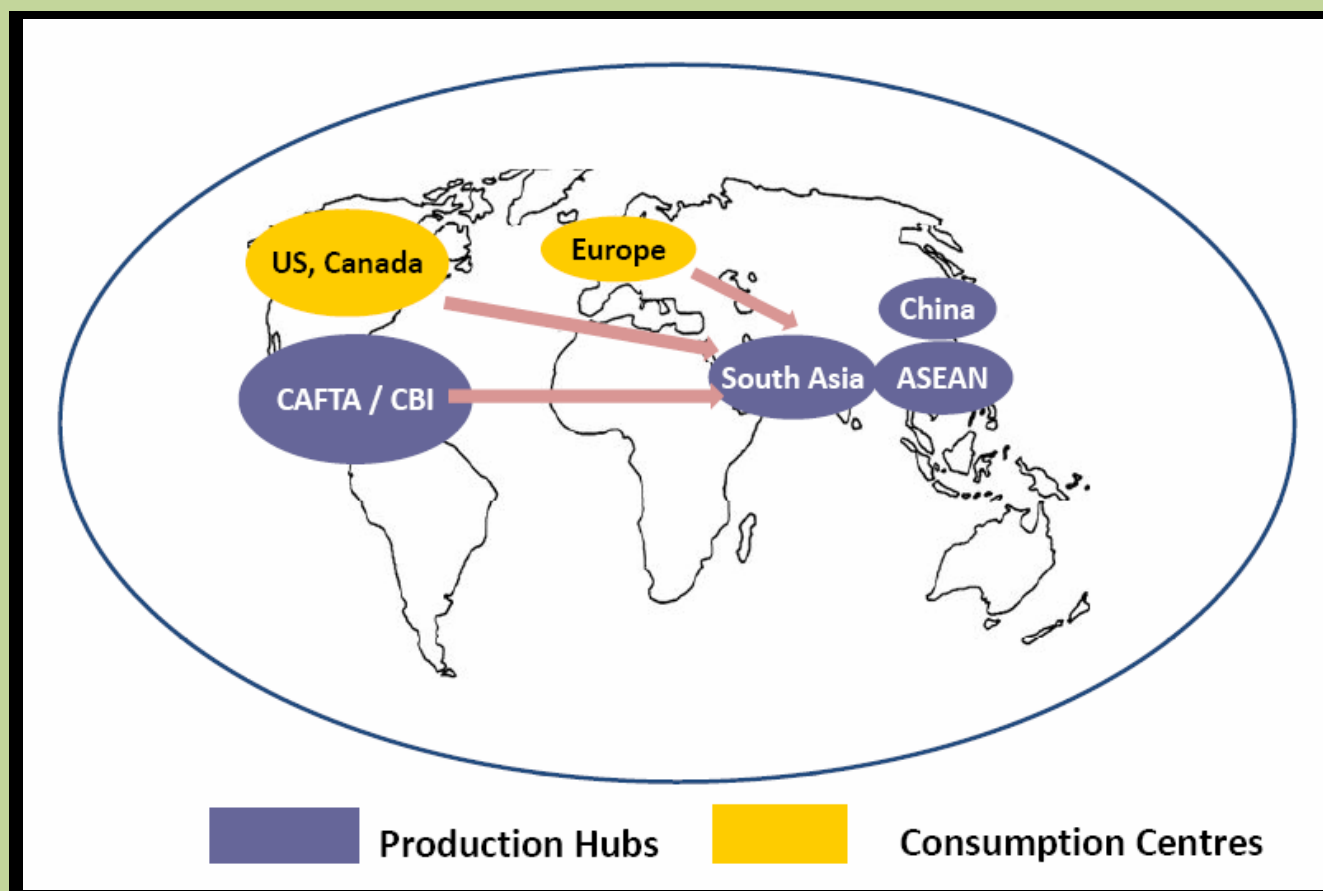 US, Canada
Europe
China
CAFTA / CBI
South Asia
ASEAN
Production Hubs
Consumption Centres